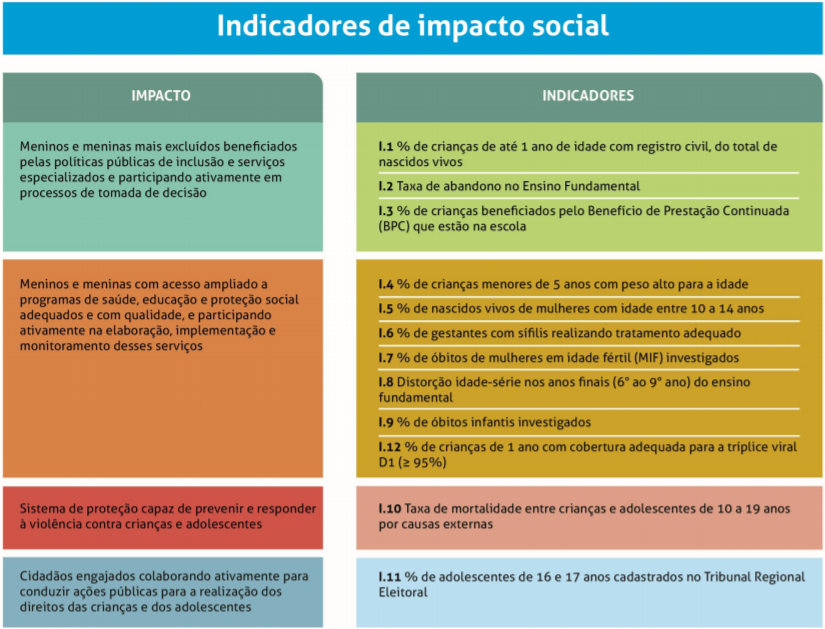 Indicadores de impacto social
IMPACTO
INDICADORES
Meninos e meninas mais excluídos beneficiados
pelas políticas públicas de inclusão e serviços
especializados e participando ativamente em
processos de tomada de decisão
I.1 % de crianças de até 1 ano de idade com registro civil, do total de
nascidos vivos
I.2 Taxa de abandono no Ensino Fundamental
I.3 % de crianças beneficiados pelo Benefício de Prestação Continuada
(BPC) que estão na escola
Meninos e meninas com acesso ampliado a
programas de saúde, educação e proteção social
adequados e com qualidade, e participando
ativamente na elaboração, implementação e
monitoramento desses serviços
I.4 % de crianças menores de 5 anos com peso alto para a idade
I.5 % de nascidos vivos de mulheres com idade entre 10 a 14 anos
I.6 % de gestantes com sífilis realizando tratamento adequado
I.7 % de óbitos de mulheres em idade fértil (MIF) investigados
I.8 Distorção idade-série nos anos finais (6° ao 9° ano) do ensino
fundamental
I.9 % de óbitos infantis investigados
I.12 % de crianças de 1 ano com cobertura adequada para a tríplice viral
D1 (≥ 95%)
Sistema de proteção capaz de prevenir e responder
à violência contra crianças e adolescentes
I.10 Taxa de mortalidade entre crianças e adolescentes de 10 a 19 anos
por causas externas
Cidadãos engajados colaborando ativamente para
conduzir ações públicas para a realização dos
direitos das crianças e dos adolescentes
I.11 % de adolescentes de 16 e 17 anos cadastrados no Tribunal Regional
Eleitoral